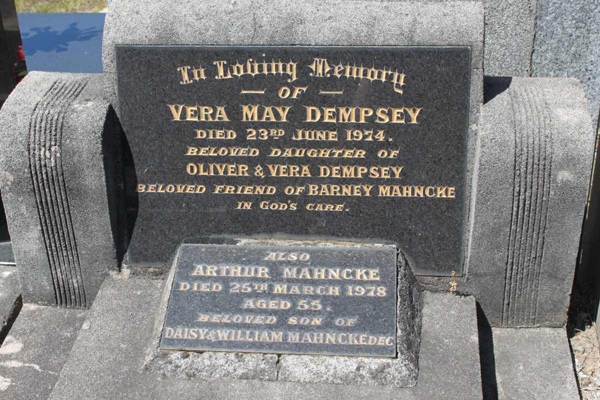 In Loving Memory
— OF —
VERA MAY DEMPSEY
DIED 23RD JUNE 1974.
BELOVED DAUGHTER OF
OLIVER & VERA DEMPSEY
BELOVED FRIEND OF BARNEY MAHNCKE
IN GOD'S CARE.
ALSO
ARTHUR MAHNCKE
DIED 25TH MARCH 1978
AGED 55.
BELOVED SON OF
DAISY & WILLIAM MAHNCKE DEC